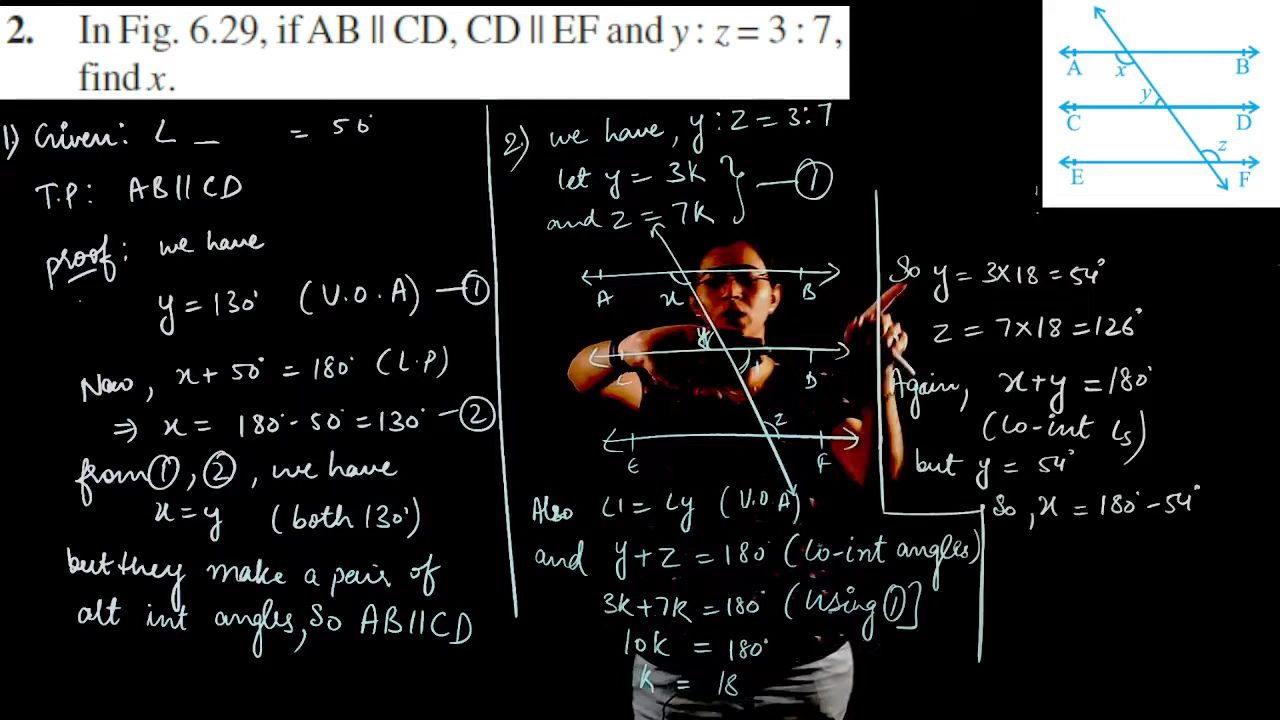 2. In Fig. 6.29, if AB || CD, CD || EF and y : z = 3 : 7,
find x.
A
B
x
y
C
D
z
E
F
1) Given: ∠ _ = 50°
T.P: AB || CD
proof: we have
y = 130° (V.O.A) — ①
Now, x + 50° = 180° (L.P)
⇒ x = 180° - 50° = 130° — ②
from ①, ②, we have
x = y (both 130°)
but they make a pair of
alt int angles, So AB || CD
2) we have, y : z = 3 : 7
let y = 3k
and z = 7k } — ①
A
x
B
y
C
1
D
z
E
F
Also ∠1 = ∠y (V.O.A)
and y + z = 180° (Co-int angles)
3k + 7k = 180° (Using ①]
10k = 180°
k = 18
So y = 3 × 18 = 54°
z = 7 × 18 = 126°
Again, x + y = 180°
(Co-int ∠s)
but y = 54°
So, x = 180° - 54°